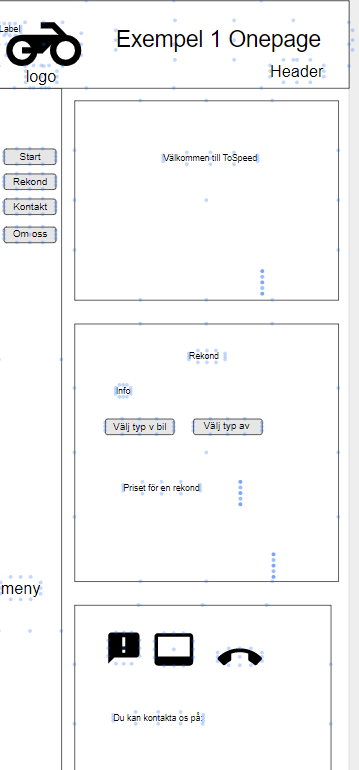 Label
Exempel 1 Onepage
logo
Header
Start
Rekond
Kontakt
Om oss
Välkommen till ToSpeed
Rekond
Info
Välj typ v bil
Välj typ av
Priset för en rekond
meny
Du kan kontakta os på: